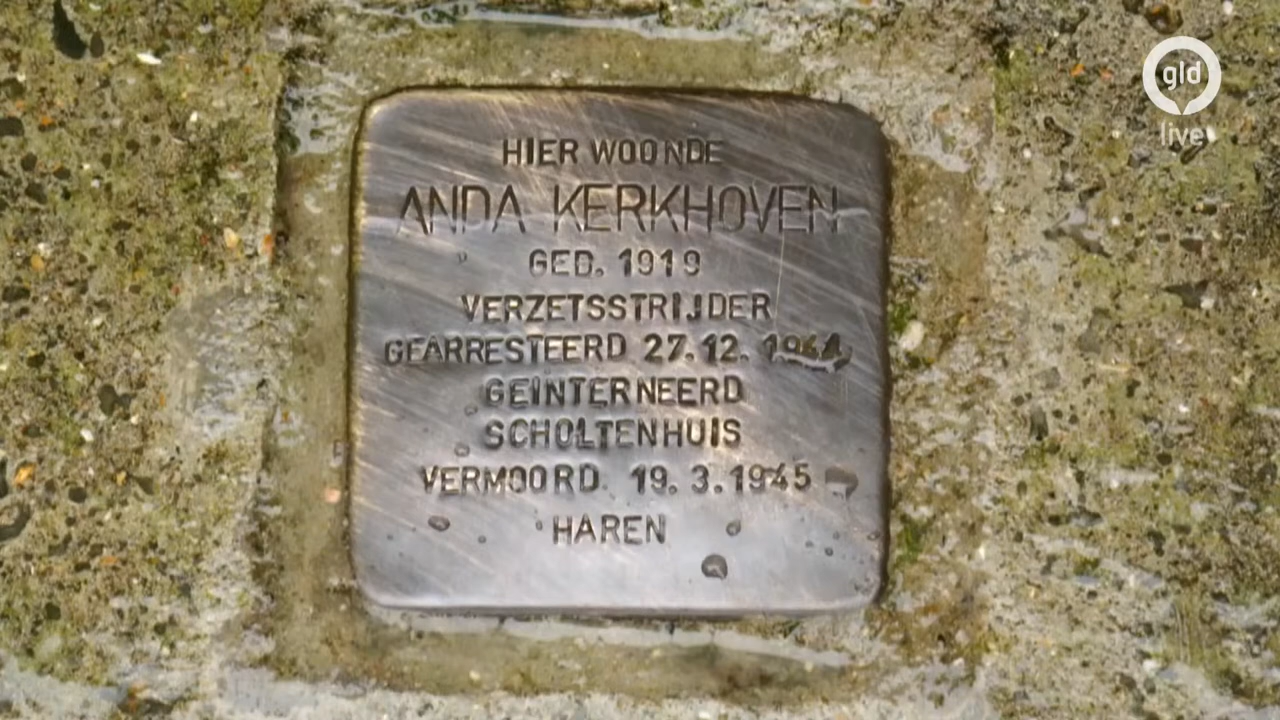 HIER WOONDE
ANDA KERKHOVEN
GEB. 1919
VERZETSSTRIJDER
GEARRESTEERD 27.12.1944
GEINTERNEERD
SCHOLTENHUIS
VERMOORD 19.3.1945
HAREN
gld
live